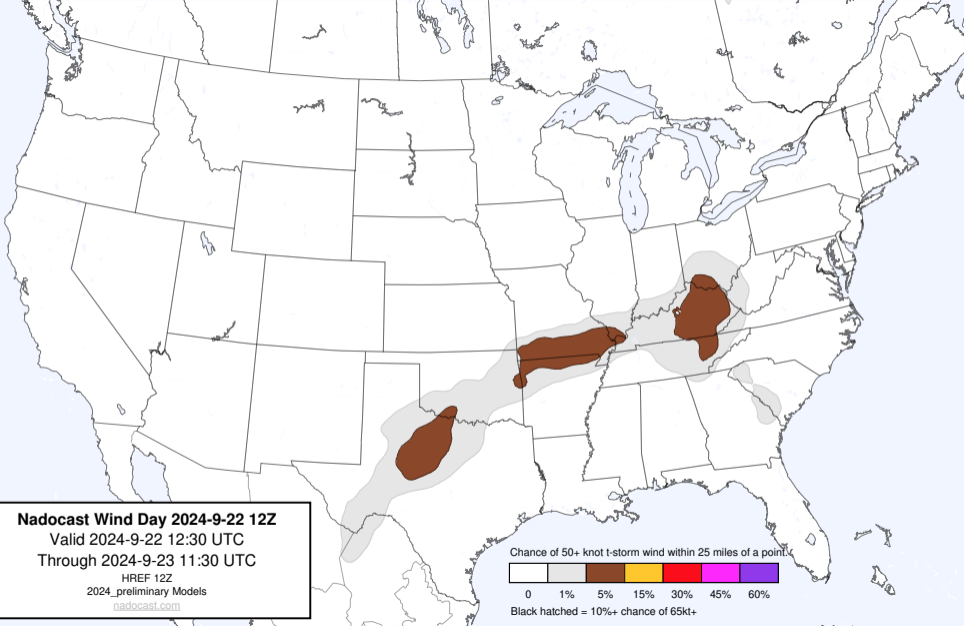 Nadocast Wind Day 2024-9-22 12Z
Valid 2024-9-22 12:30 UTC
Through 2024-9-23 11:30 UTC
HREF 12Z
2024_preliminary Models
nadocast.com
Chance of 50+ knot t-storm wind within 25 miles of a point.
0 1% 5% 15% 30% 45% 60%
Black hatched = 10%+ chance of 65kt+